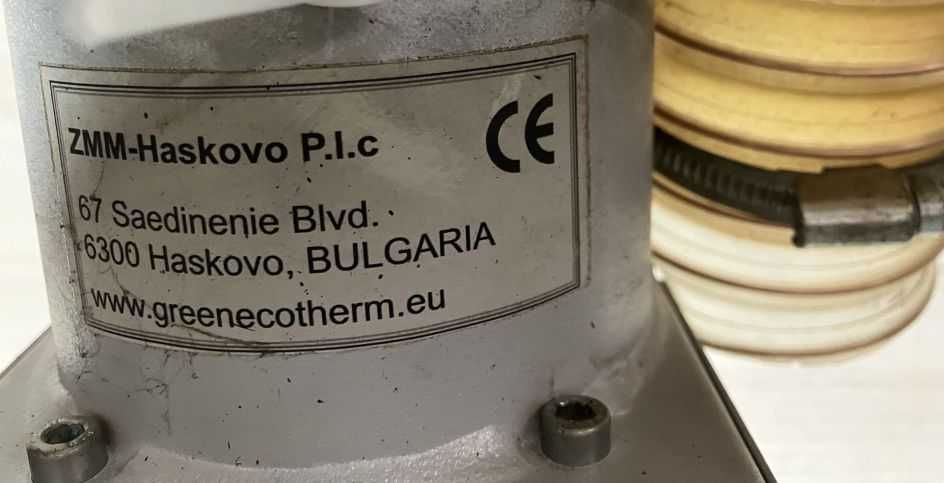 ZMM-Haskovo P.l.c
CE
67 Saedinenie Blvd.
6300 Haskovo, BULGARIA
www.greenecotherm.eu